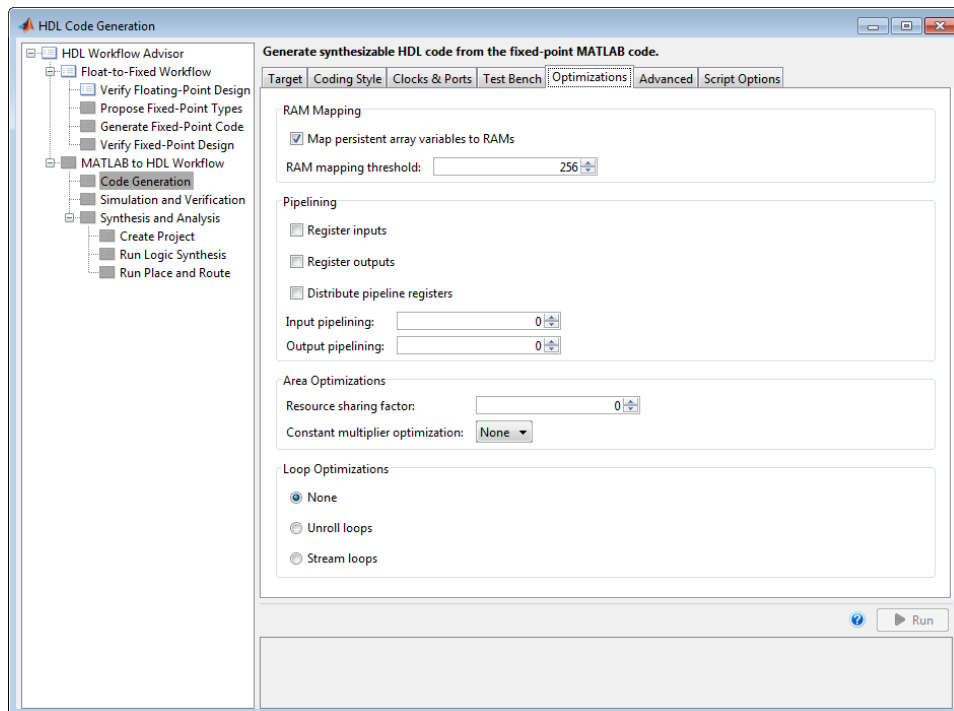 HDL Code Generation
HDL Workflow Advisor
Float-to-Fixed Workflow
Verify Floating-Point Design
Propose Fixed-Point Types
Generate Fixed-Point Code
Verify Fixed-Point Design
MATLAB to HDL Workflow
Code Generation
Simulation and Verification
Synthesis and Analysis
Create Project
Run Logic Synthesis
Run Place and Route
Generate synthesizable HDL code from the fixed-point MATLAB code.
Target Coding Style Clocks & Ports Test Bench Optimizations Advanced Script Options
RAM Mapping
Map persistent array variables to RAMs
RAM mapping threshold: 256
Pipelining
Register inputs
Register outputs
Distribute pipeline registers
Input pipelining: 0
Output pipelining: 0
Area Optimizations
Resource sharing factor: 0
Constant multiplier optimization: None
Loop Optimizations
None
Unroll loops
Stream loops
? Run